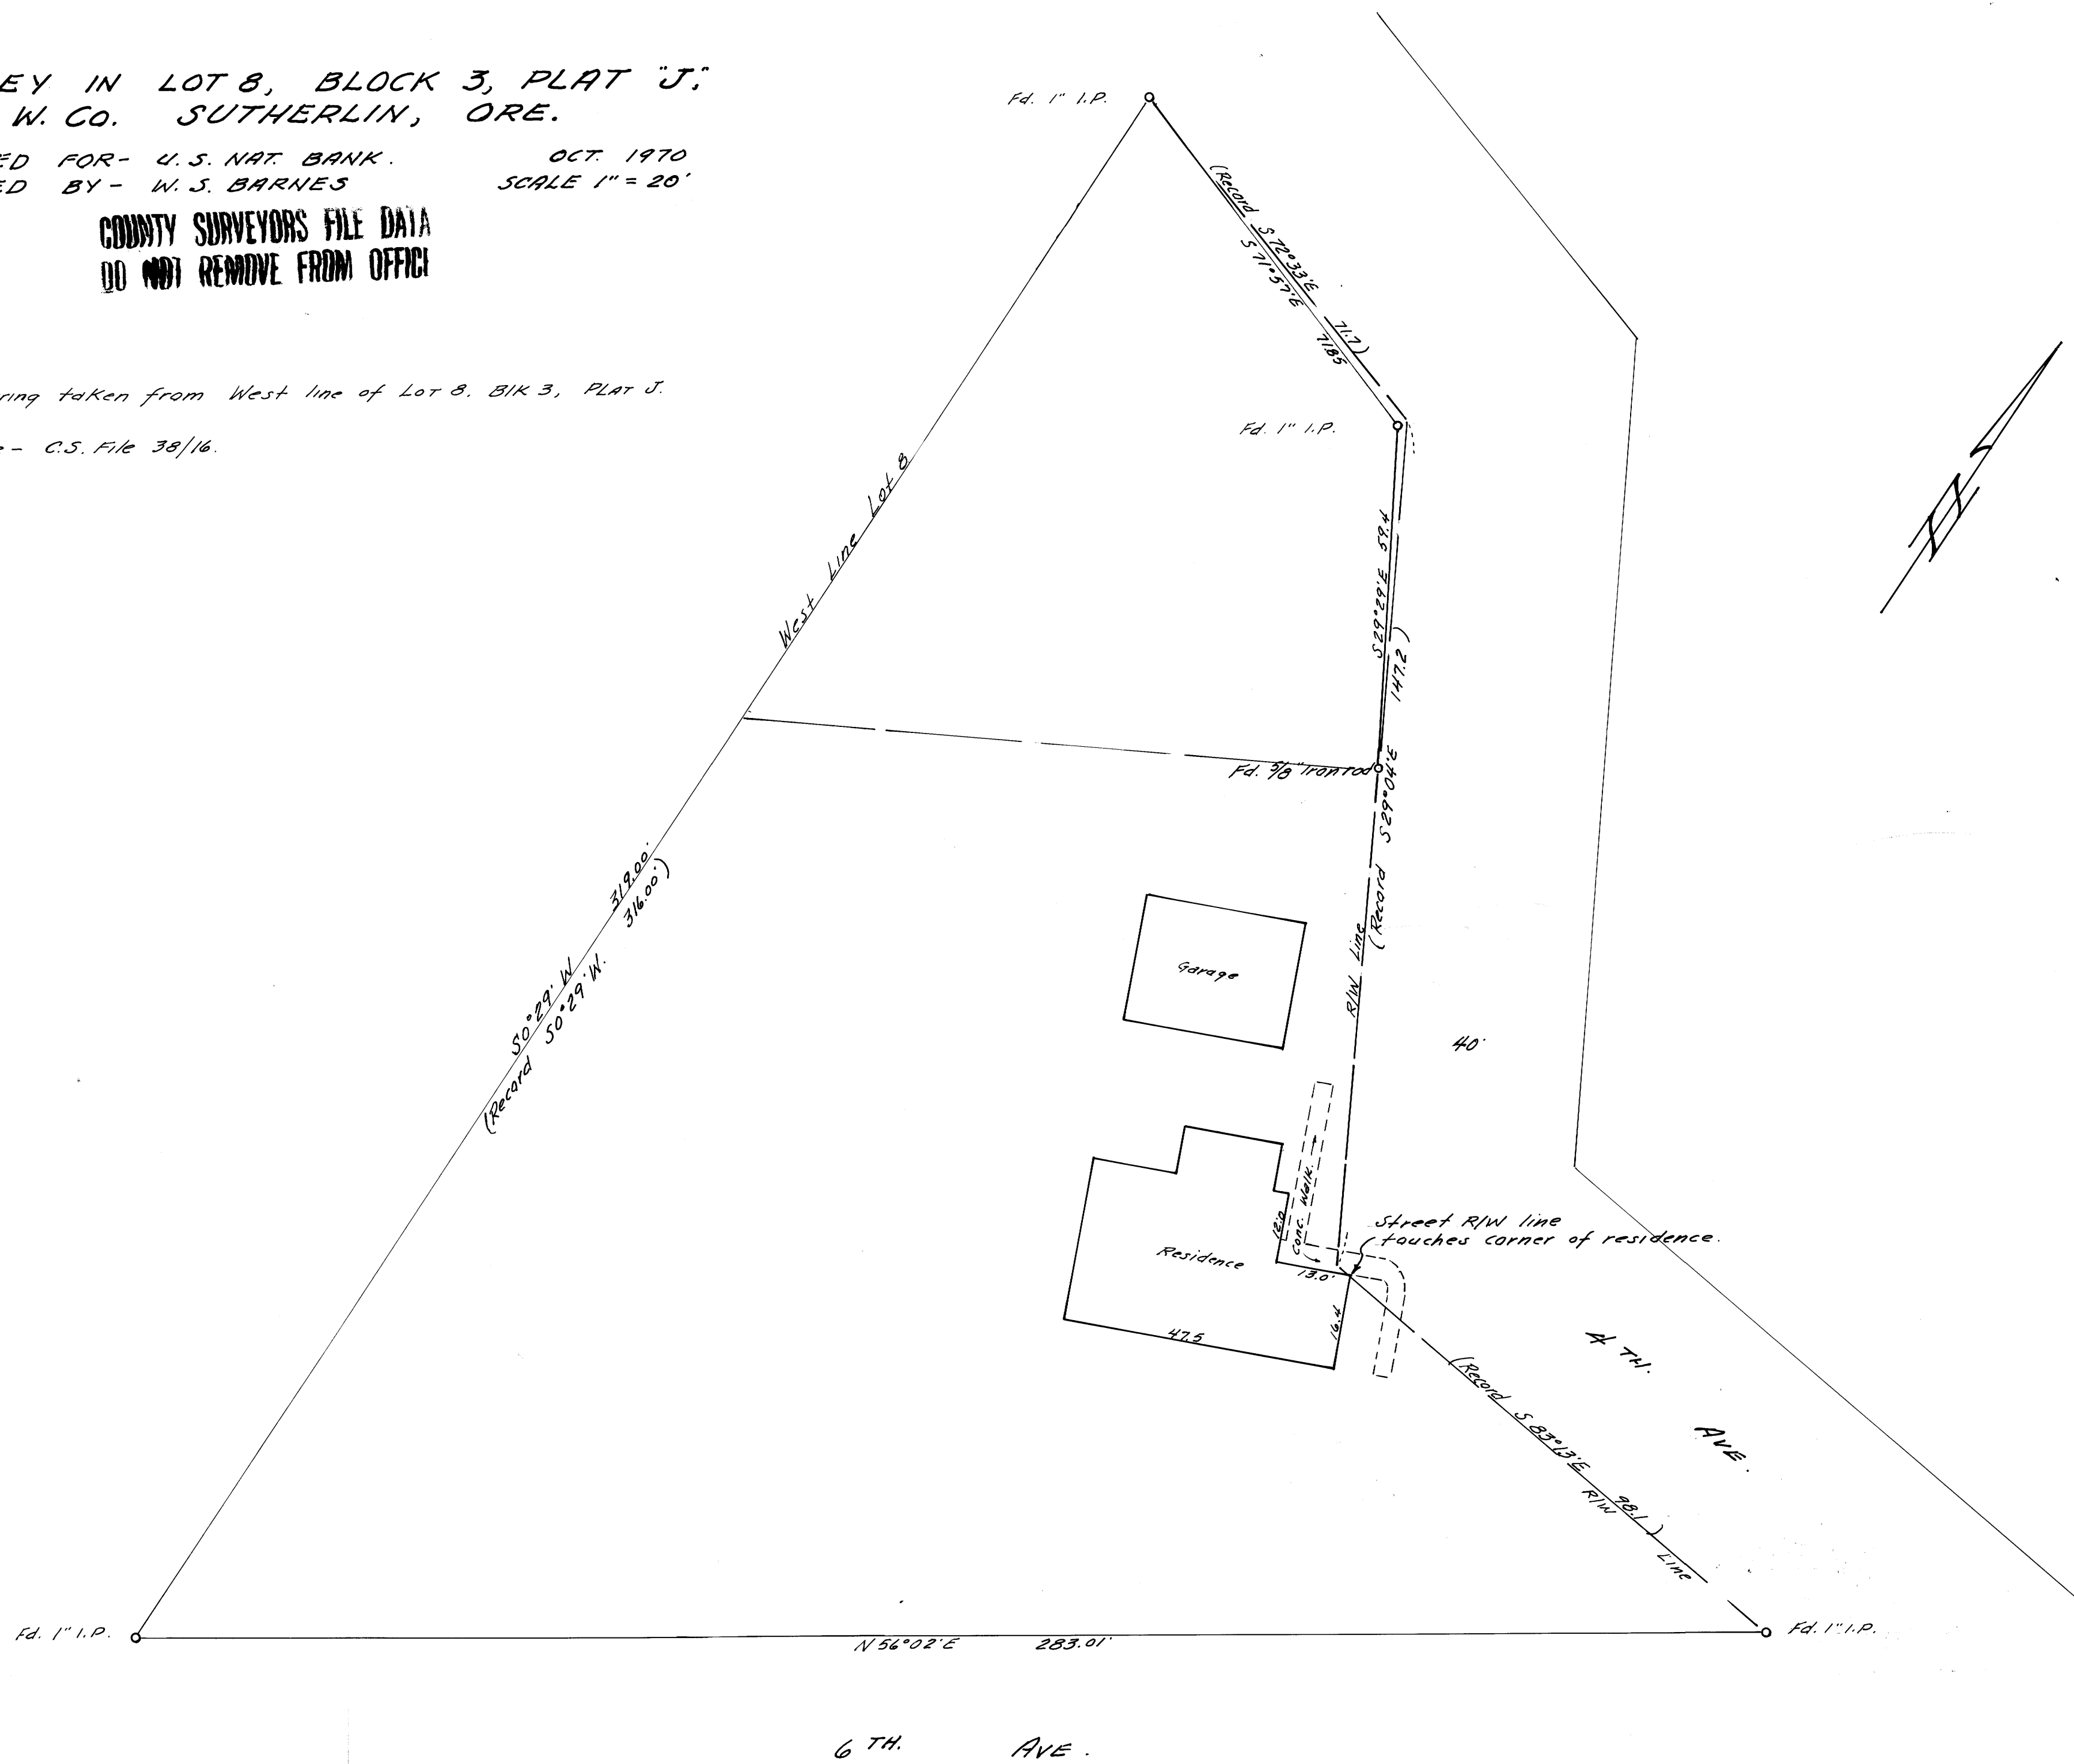 EY IN LOT 8, BLOCK 3, PLAT "J,"
W. CO. SUTHERLIN, ORE.
ED FOR- U.S. NAT. BANK. OCT. 1970
ED BY- W. S. BARNES SCALE 1" = 20'
COUNTY SURVEYORS FILE DATA
DO NOT REMOVE FROM OFFICE
ring taken from West line of LOT 8, BlK 3, PLAT J.
- C.S. File 38/16.
Fd. 1" I.P.
(Record S 72°33'E 71.7)
S 71°57'E 71.85
Fd. 1" I.P.
West Line Lot 8
S 29°29'E 59.4
(Record S 29°04'E 147.2)
Fd. 5/8" Iron rod
319.00'
S0°29' W
(Record S0°29' W. 316.00')
R/W Line
Garage
40'
Conc. Walk.
12.0
Street R/W line
touches corner of residence.
Residence
13.0'
16.4
47.5
4 TH. AVE.
(Record S 83°13'E 98.1)
R/W Line
Fd. 1" I.P.
N 56°02'E 283.01'
Fd. 1" I.P.
6 TH. AVE.
N